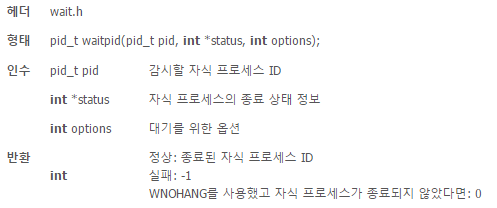 헤더 wait.h
형태 pid_t waitpid(pid_t pid, int *status, int options);
인수 pid_t pid 감시할 자식 프로세스 ID
int *status 자식 프로세스의 종료 상태 정보
int options 대기를 위한 옵션
반환 정상: 종료된 자식 프로세스 ID
int 실패: -1
WNOHANG를 사용했고 자식 프로세스가 종료되지 않았다면: 0